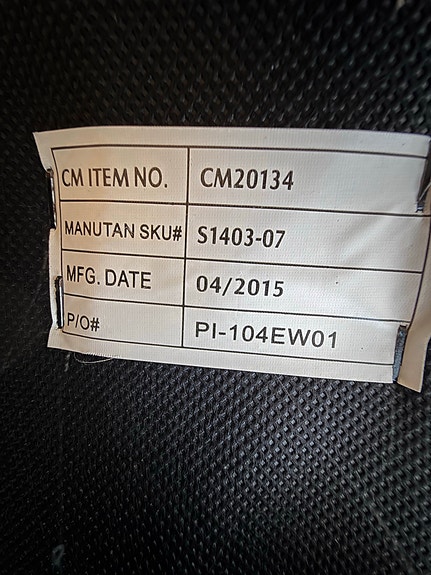 CM ITEM NO. CM20134
MANUTAN SKU# S1403-07
MFG. DATE 04/2015
P/O# PI-104EW01